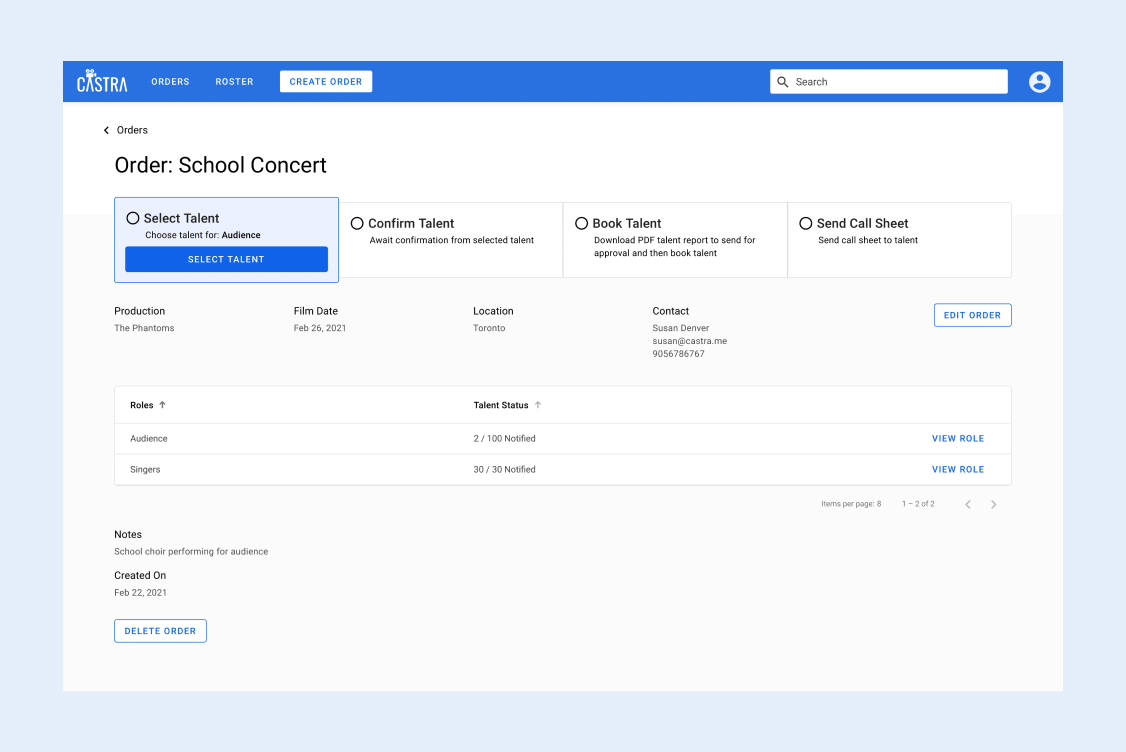 CASTRA
ORDERS
ROSTER
CREATE ORDER
Search
Orders
Order: School Concert
Select Talent
Choose talent for: Audience
SELECT TALENT
Confirm Talent
Await confirmation from selected talent
Book Talent
Download PDF talent report to send for
approval and then book talent
Send Call Sheet
Send call sheet to talent
Production
The Phantoms
Film Date
Feb 26, 2021
Location
Toronto
Contact
Susan Denver
susan@castra.me
9056786767
EDIT ORDER
Roles
Talent Status
Audience
2 / 100 Notified
VIEW ROLE
Singers
30 / 30 Notified
VIEW ROLE
Items per page: 8
1 – 2 of 2
Notes
School choir performing for audience
Created On
Feb 22, 2021
DELETE ORDER